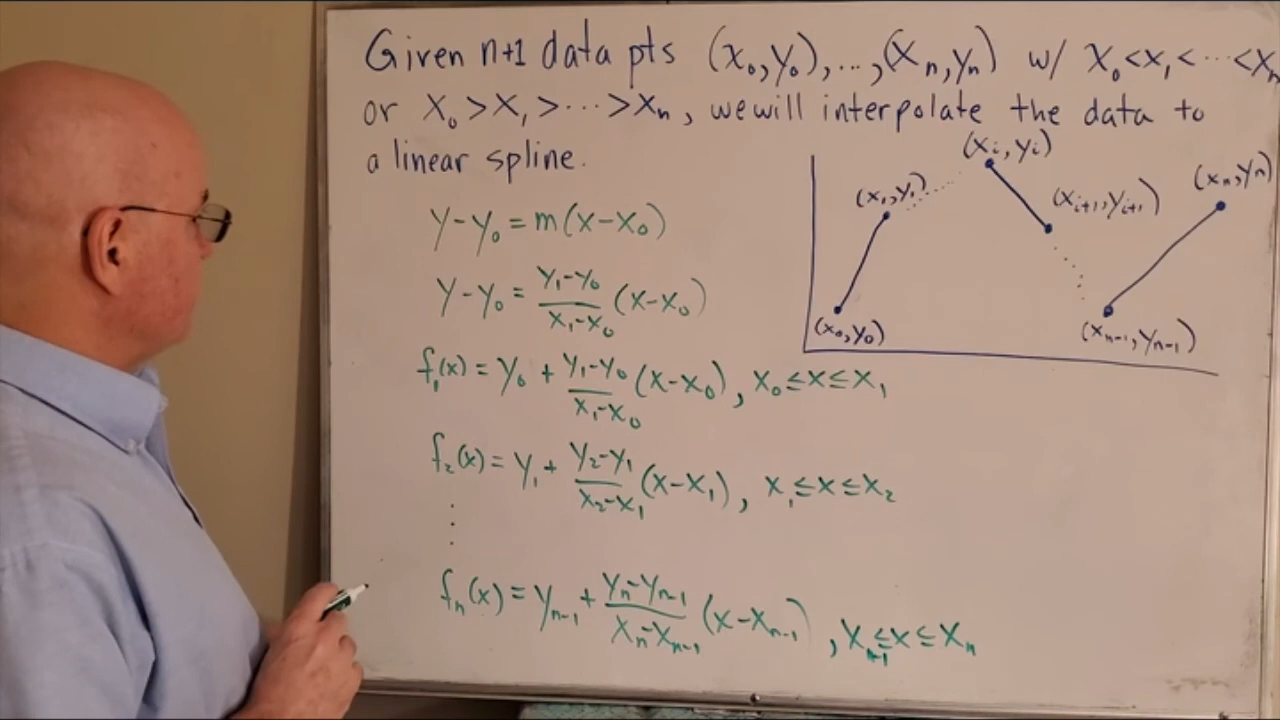 Given n+1 data pts (x₀,y₀),...,(xₙ,yₙ) w/ x₀<x₁<···<xₙ
or x₀>x₁>···>xₙ, we will interpolate the data to
a linear spline.
y-y₀=m(x-x₀)
y-y₀= (y₁-y₀)/(x₁-x₀) (x-x₀)
f₁(x) = y₀ + (y₁-y₀)/(x₁-x₀) (x-x₀), x₀≤x≤x₁
f₂(x) = y₁ + (y₂-y₁)/(x₂-x₁) (x-x₁), x₁≤x≤x₂
⋮
fₙ(x) = yₙ₋₁ + (yₙ-yₙ₋₁)/(xₙ-xₙ₋₁) (x-xₙ₋₁), xₙ₋₁≤x≤xₙ
(xᵢ,yᵢ)
(x₁,y₁)
(xᵢ₊₁,yᵢ₊₁)
(xₙ,yₙ)
(x₀,y₀)
(xₙ₋₁,yₙ₋₁)